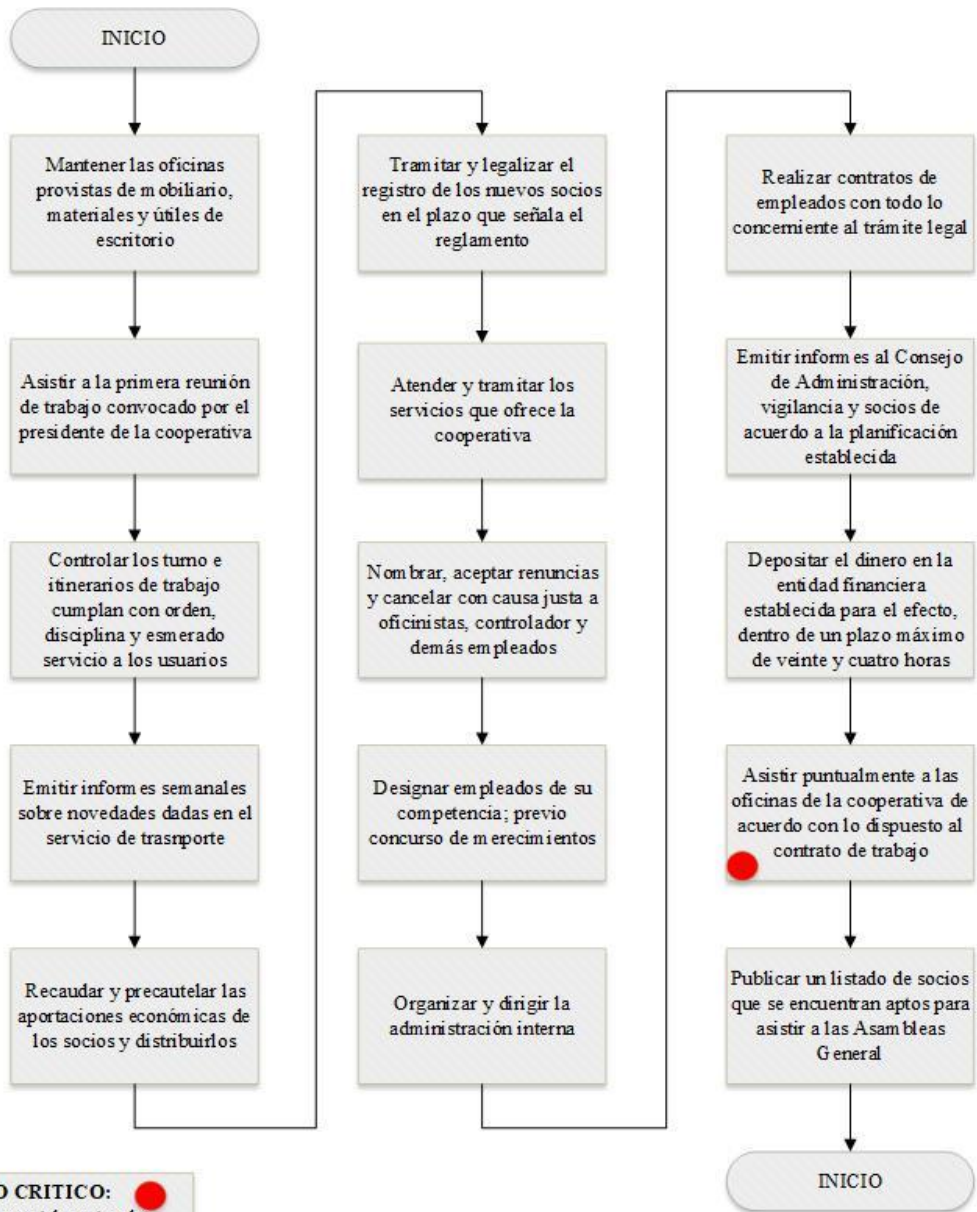 INICIO
Mantener las oficinas
provistas de mobiliario,
materiales y útiles de
escritorio
Asistir a la primera reunión
de trabajo convocado por el
presidente de la cooperativa
Controlar los turno e
itinerarios de trabajo
cumplan con orden,
disciplina y esmerado
servicio a los usuarios
Emitir informes semanales
sobre novedades dadas en el
servicio de trasnporte
Recaudar y precautelar las
aportaciones económicas de
los socios y distribuirlos
Tramitar y legalizar el
registro de los nuevos socios
en el plazo que señala el
reglamento
Atender y tramitar los
servicios que ofrece la
cooperativa
Nombrar, aceptar renuncias
y cancelar con causa justa a
oficinistas, controlador y
demás empleados
Designar empleados de su
competencia; previo
concurso de merecimientos
Organizar y dirigir la
administración interna
Realizar contratos de
empleados con todo lo
concerniente al trámite legal
Emitir informes al Consejo
de Administración,
vigilancia y socios de
acuerdo a la planificación
establecida
Depositar el dinero en la
entidad financiera
establecida para el efecto,
dentro de un plazo máximo
de veinte y cuatro horas
Asistir puntualmente a las
oficinas de la cooperativa de
acuerdo con lo dispuesto al
contrato de trabajo
Publicar un listado de socios
que se encuentran aptos para
asistir a las Asambleas
General
INICIO
CRITICO: